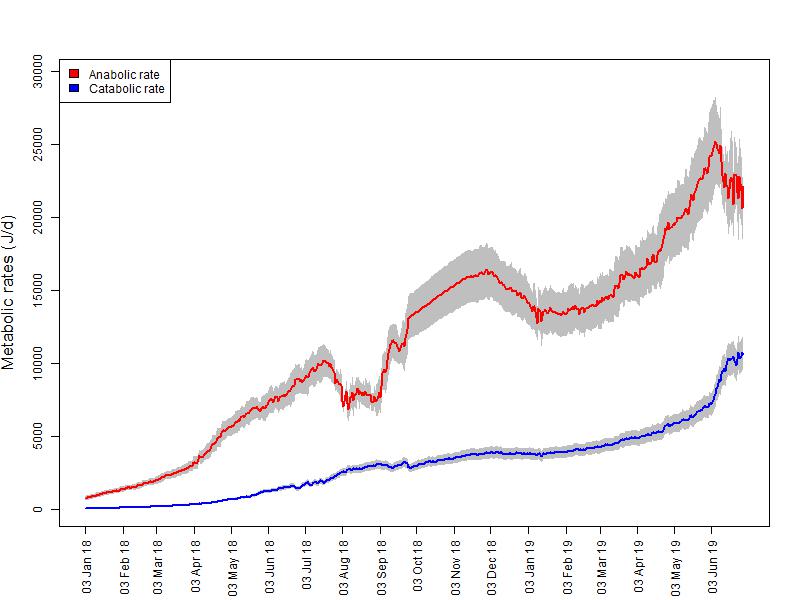 Anabolic rate
Catabolic rate
Metabolic rates (J/d)
30000
25000
20000
15000
10000
5000
0
03 Jan 18
03 Feb 18
03 Mar 18
03 Apr 18
03 May 18
03 Jun 18
03 Jul 18
03 Aug 18
03 Sep 18
03 Oct 18
03 Nov 18
03 Dec 18
03 Jan 19
03 Feb 19
03 Mar 19
03 Apr 19
03 May 19
03 Jun 19